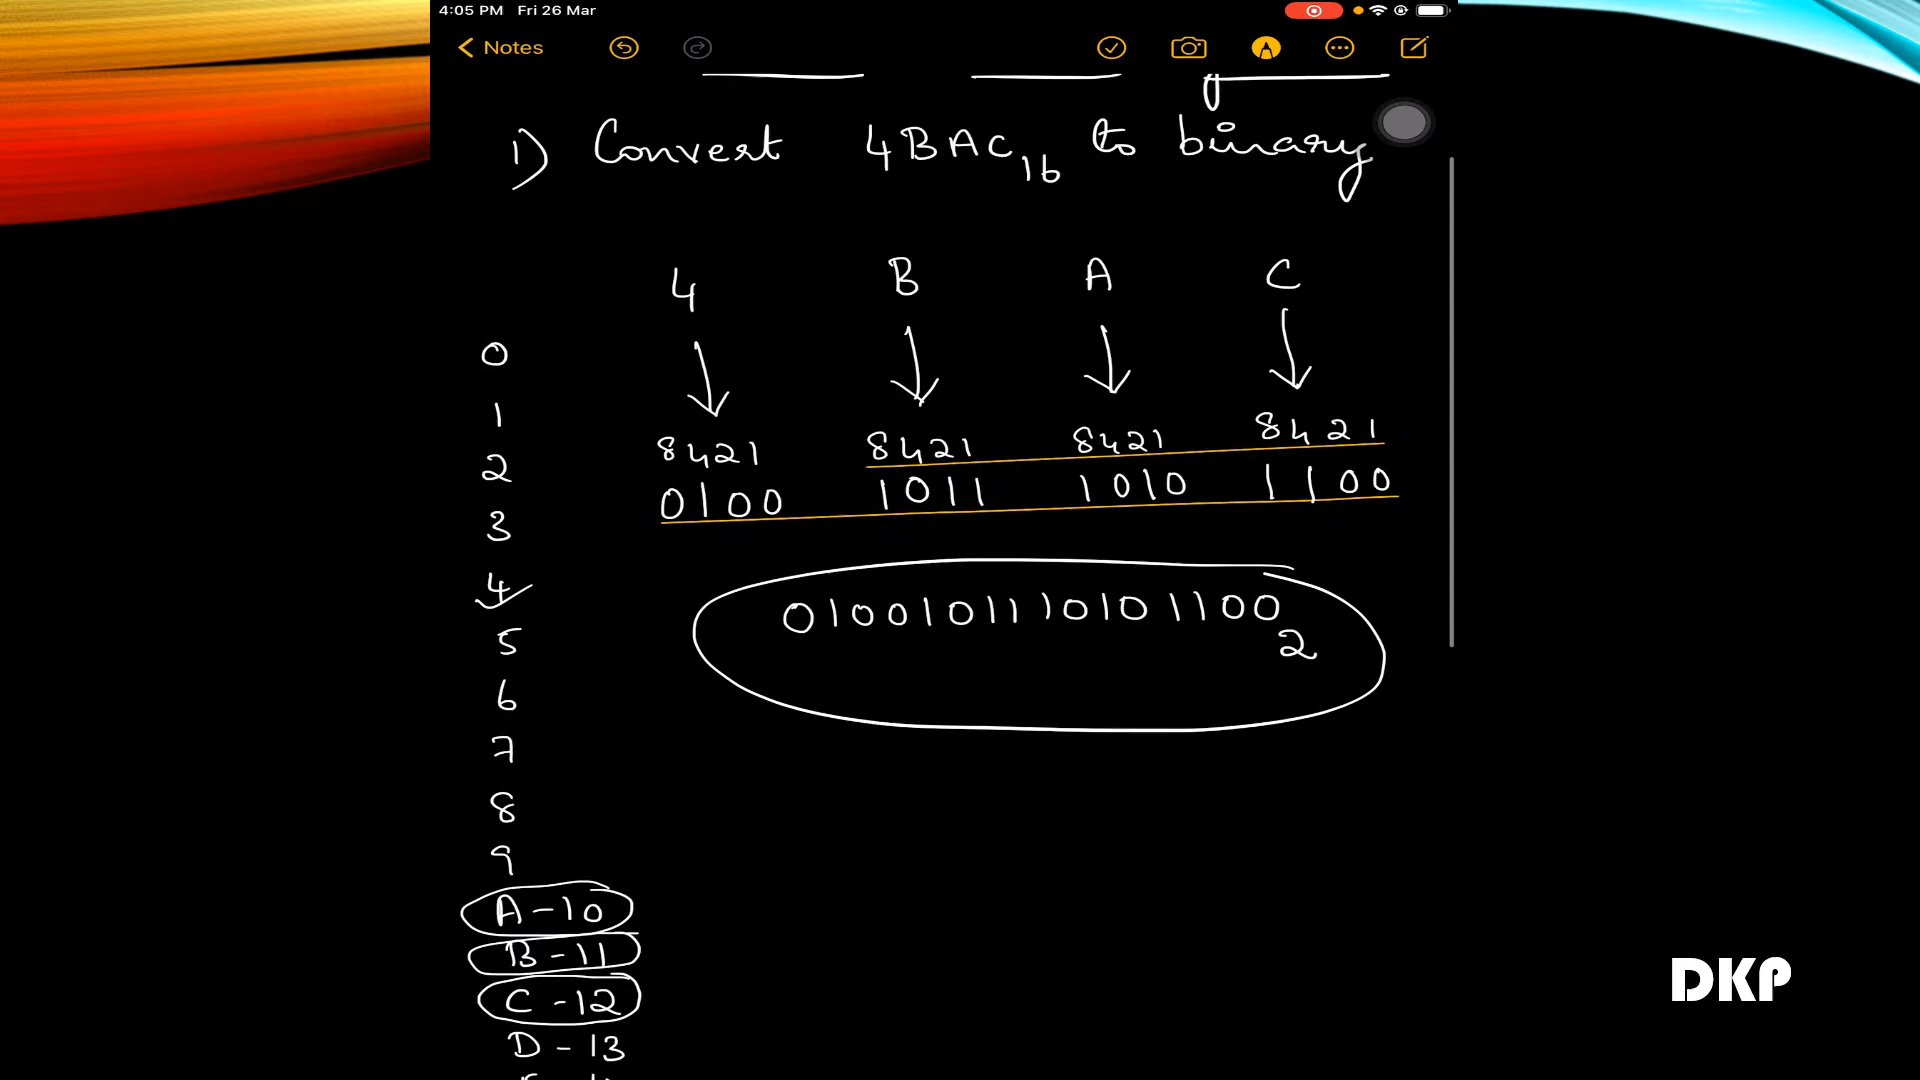 4:05 PM Fri 26 Mar
Notes
1) Convert 4BAC16 to binary
4 B A C
0
1
2
3
4
5
6
7
8
9
A-10
B-11
C-12
D-13
8421 8421 8421 8421
0100 1011 1010 1100
01001011101011002
DKP